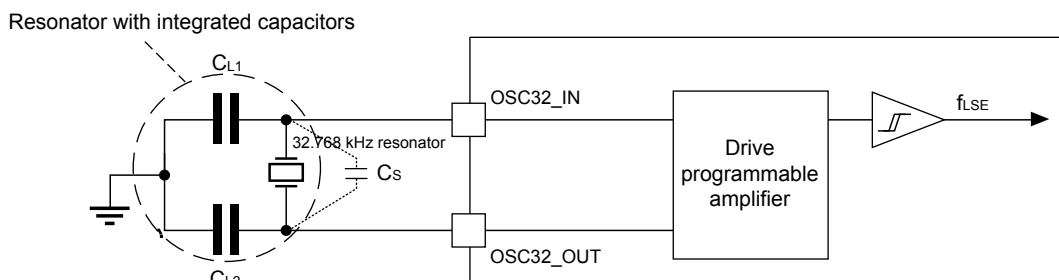 Resonator with integrated capacitors
CL1
OSC32_IN
fLSE
32.768 kHz resonator
CS
Drive
programmable
amplifier
OSC32_OUT
CL2